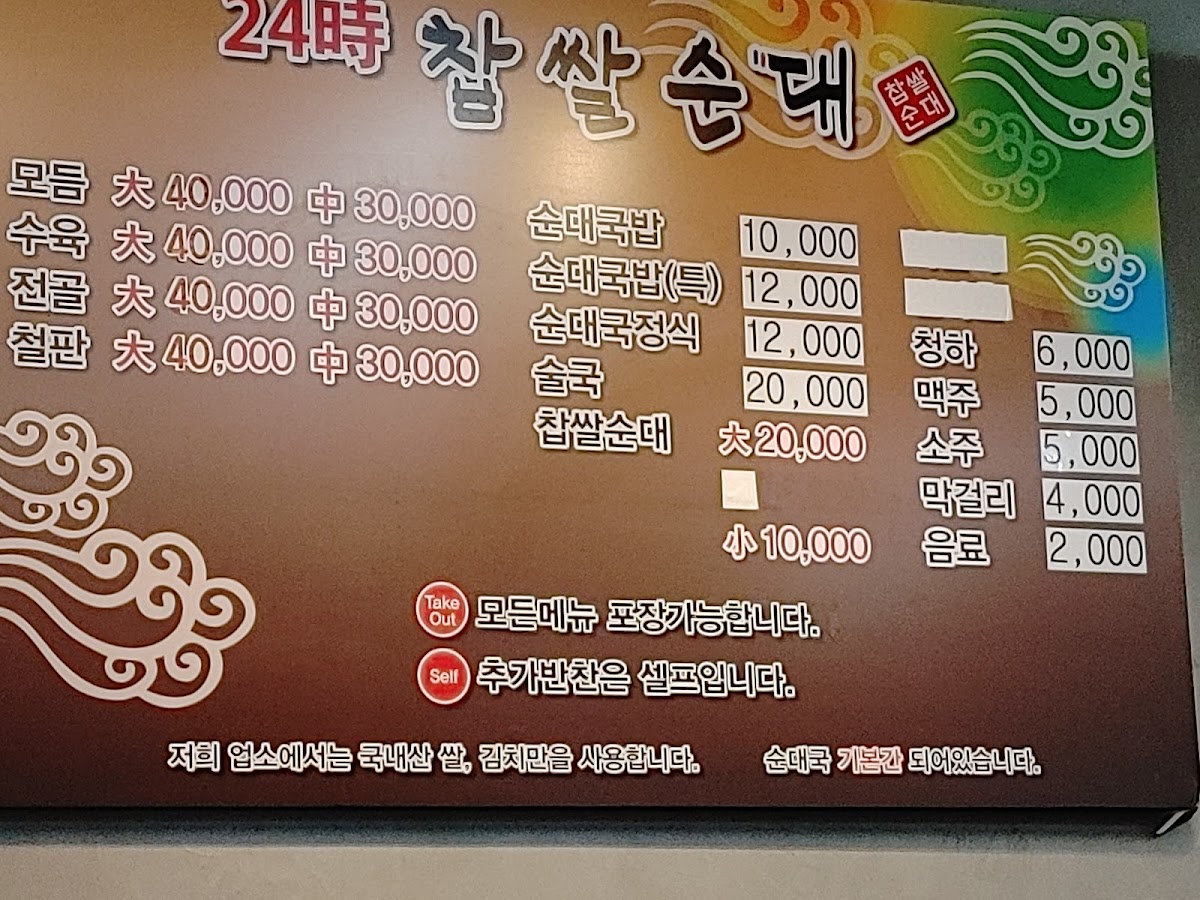 24時 찹쌀순대 찹쌀순대
모듬 大 40,000 中 30,000
수육 大 40,000 中 30,000
전골 大 40,000 中 30,000
철판 大 40,000 中 30,000
순대국밥 10,000
순대국밥(특) 12,000
순대국정식 12,000
술국 20,000
찹쌀순대 大 20,000
小 10,000
청하 6,000
맥주 5,000
소주 5,000
막걸리 4,000
음료 2,000
Take Out 모든메뉴 포장가능합니다.
Self 추가반찬은 셀프입니다.
저희 업소에서는 국내산 쌀, 김치만을 사용합니다. 순대국 기본간 되어있습니다.